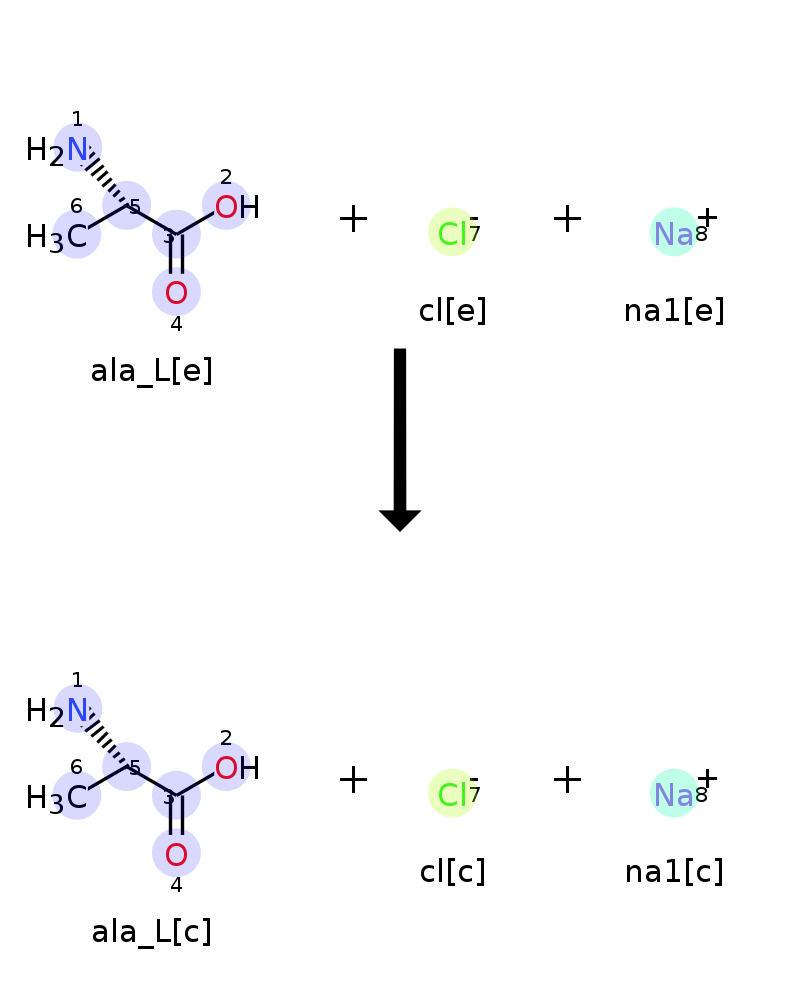 1
H2N
2
6
5
OH
H3C
3
O
4
+
Cl-
7
+
Na+
8
cl[e]
na1[e]
ala_L[e]
1
H2N
2
6
5
OH
H3C
3
O
4
+
Cl-
7
+
Na+
8
cl[c]
na1[c]
ala_L[c]